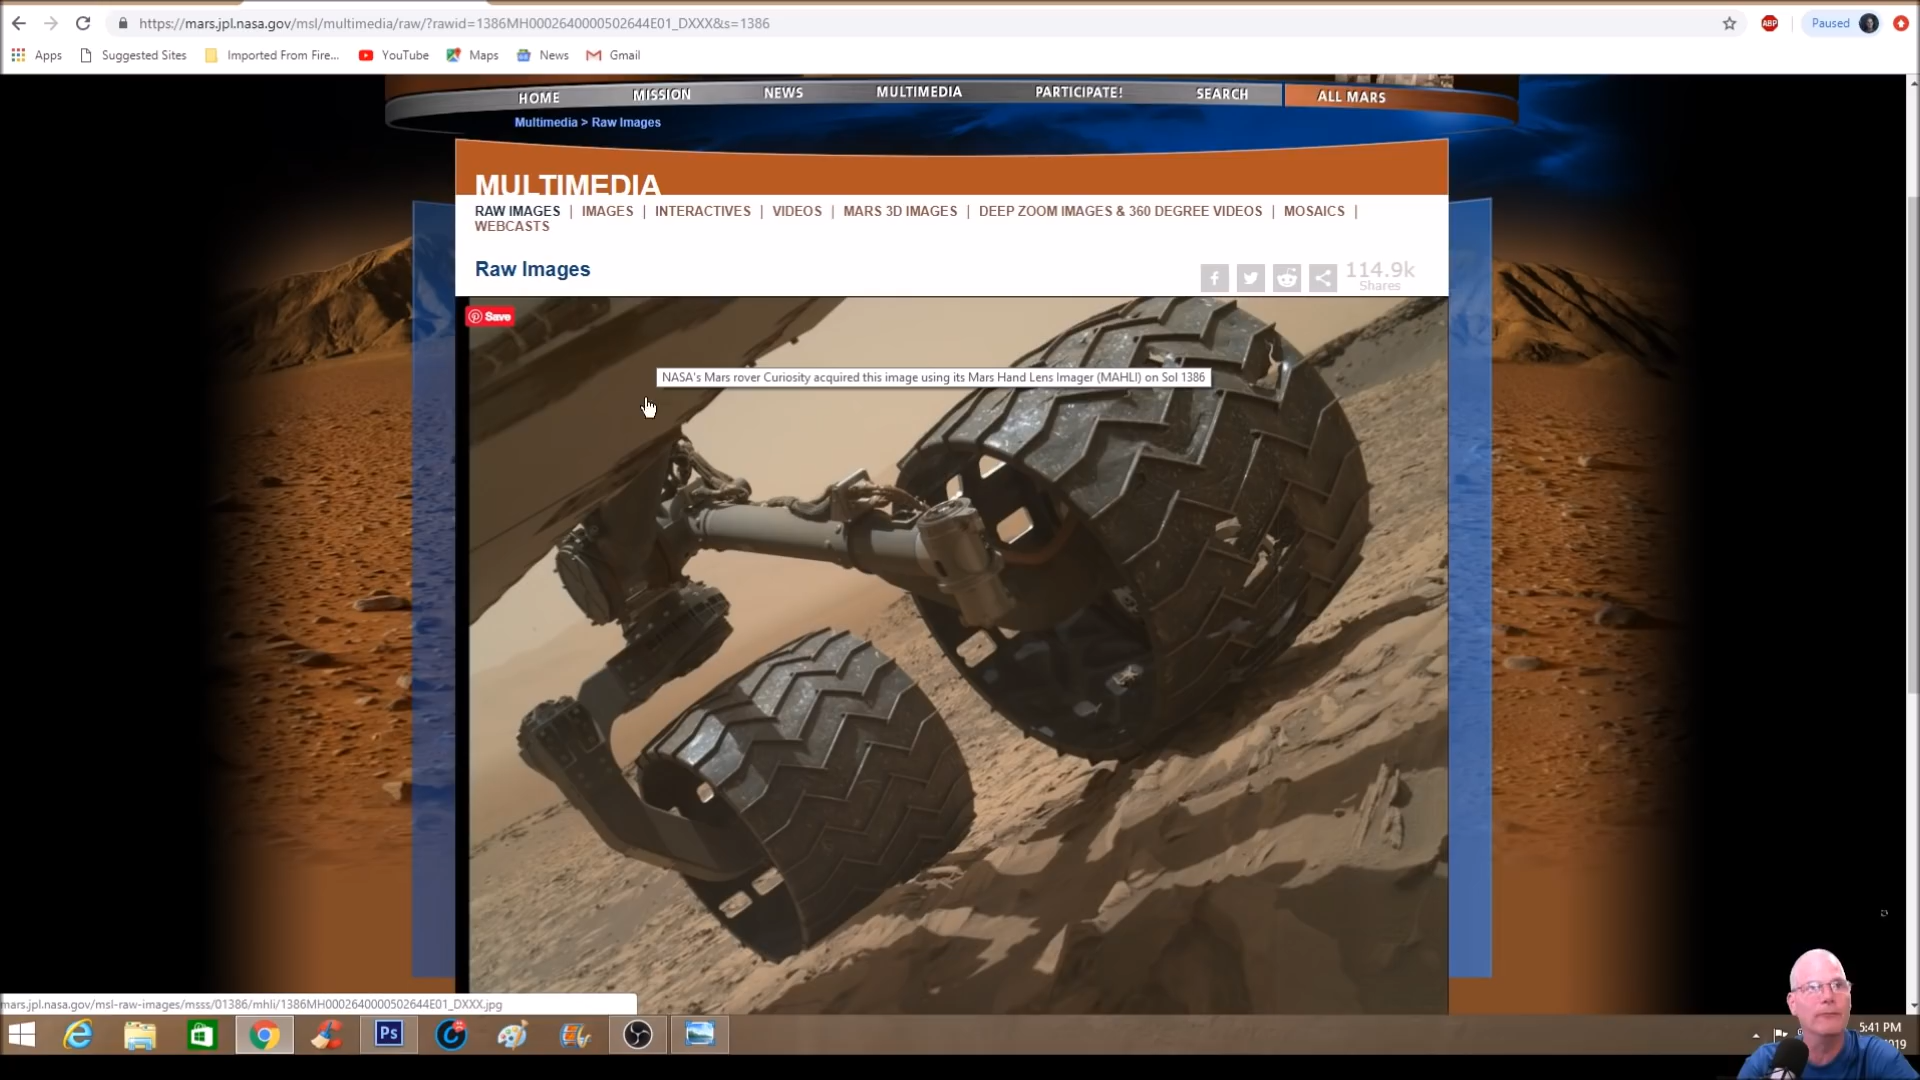 https://mars.jpl.nasa.gov/msl/multimedia/raw/?rawid=1386MH0002640000502644E01_DXXX&s=1386
ABP
Paused
Apps
Suggested Sites
Imported From Fire...
YouTube
Maps
News
Gmail
HOME
MISSION
NEWS
MULTIMEDIA
PARTICIPATE!
SEARCH
ALL MARS
Multimedia > Raw Images
MULTIMEDIA
RAW IMAGES | IMAGES | INTERACTIVES | VIDEOS | MARS 3D IMAGES | DEEP ZOOM IMAGES & 360 DEGREE VIDEOS | MOSAICS |
WEBCASTS
Raw Images
114.9k
Shares
Save
NASA's Mars rover Curiosity acquired this image using its Mars Hand Lens Imager (MAHLI) on Sol 1386
mars.jpl.nasa.gov/msl-raw-images/msss/01386/mhli/1386MH0002640000502644E01_DXXX.jpg
Ps
5:41 PM